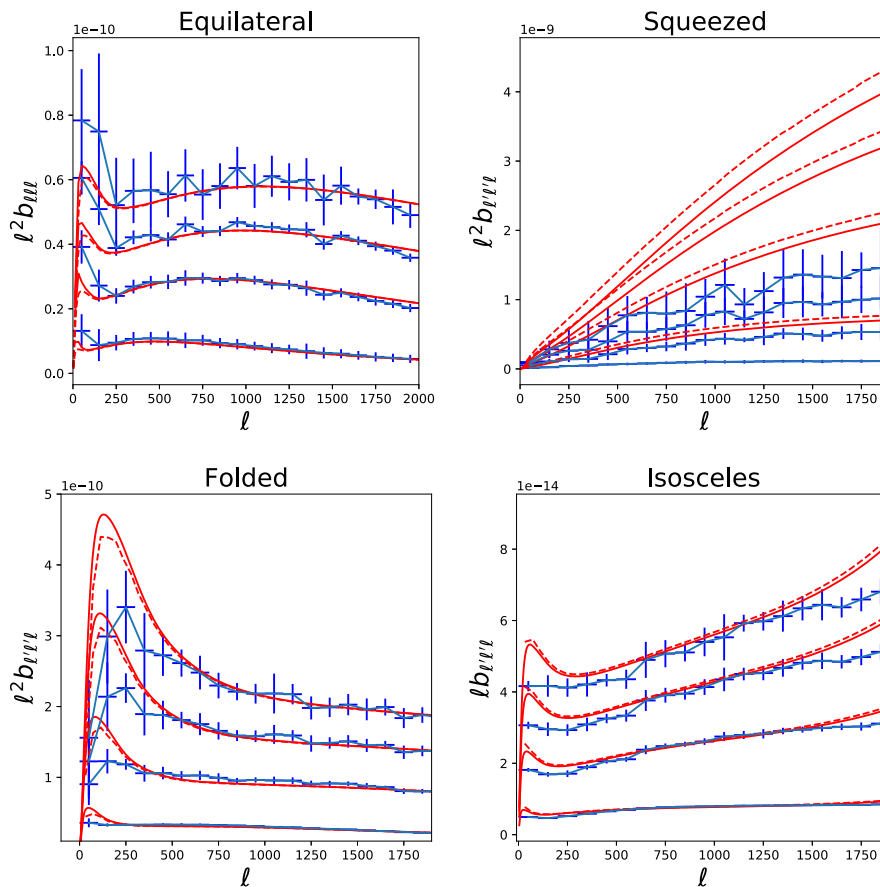 Equilateral
1e−10
ℓ²bℓℓℓ
1.0
0.8
0.6
0.4
0.2
0.0
0 250 500 750 1000 1250 1500 1750 2000
ℓ
Squeezed
1e−9
ℓ²bℓ′ℓ′ℓ
4
3
2
1
0
0 250 500 750 1000 1250 1500 1750
ℓ
Folded
1e−10
ℓ²bℓ′ℓ′ℓ
5
4
3
2
1
0 250 500 750 1000 1250 1500 1750
ℓ
Isosceles
1e−14
ℓbℓ′ℓ′ℓ
8
6
4
2
0
0 250 500 750 1000 1250 1500 1750
ℓ